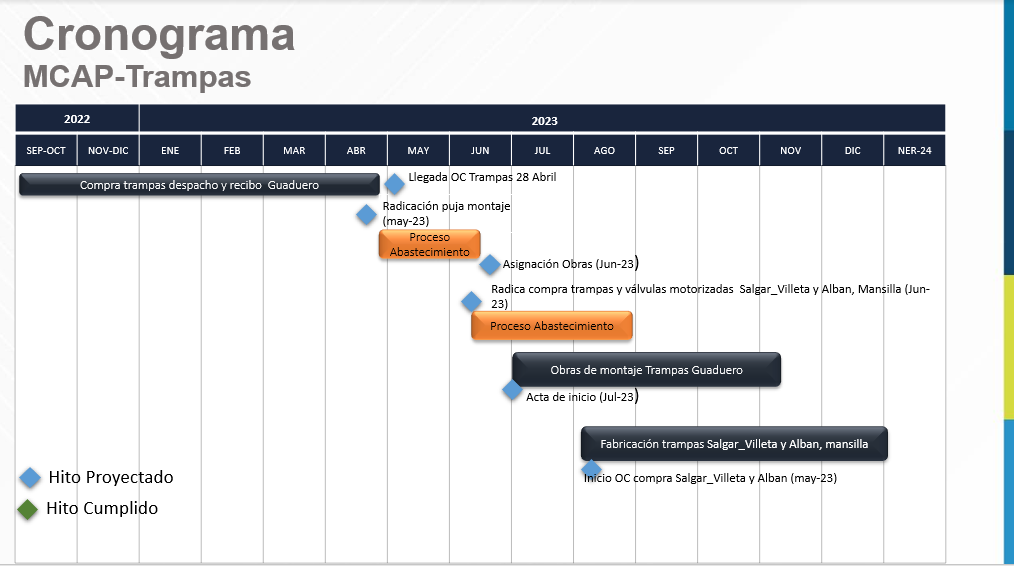 Cronograma
MCAP-Trampas
2022
2023
SEP-OCT
NOV-DIC
ENE
FEB
MAR
ABR
MAY
JUN
JUL
AGO
SEP
OCT
NOV
DIC
NER-24
Compra trampas despacho y recibo Guaduero
Llegada OC Trampas 28 Abril
Radicación puja montaje
(may-23)
Proceso
Abastecimiento
Asignación Obras (Jun-23)
Radica compra trampas y válvulas motorizadas Salgar_Villeta y Alban, Mansilla (Jun-
23)
Proceso Abastecimiento
Obras de montaje Trampas Guaduero
Acta de inicio (Jul-23)
Fabricación trampas Salgar_Villeta y Alban, mansilla
Inicio OC compra Salgar_Villeta y Alban (may-23)
Hito Proyectado
Hito Cumplido